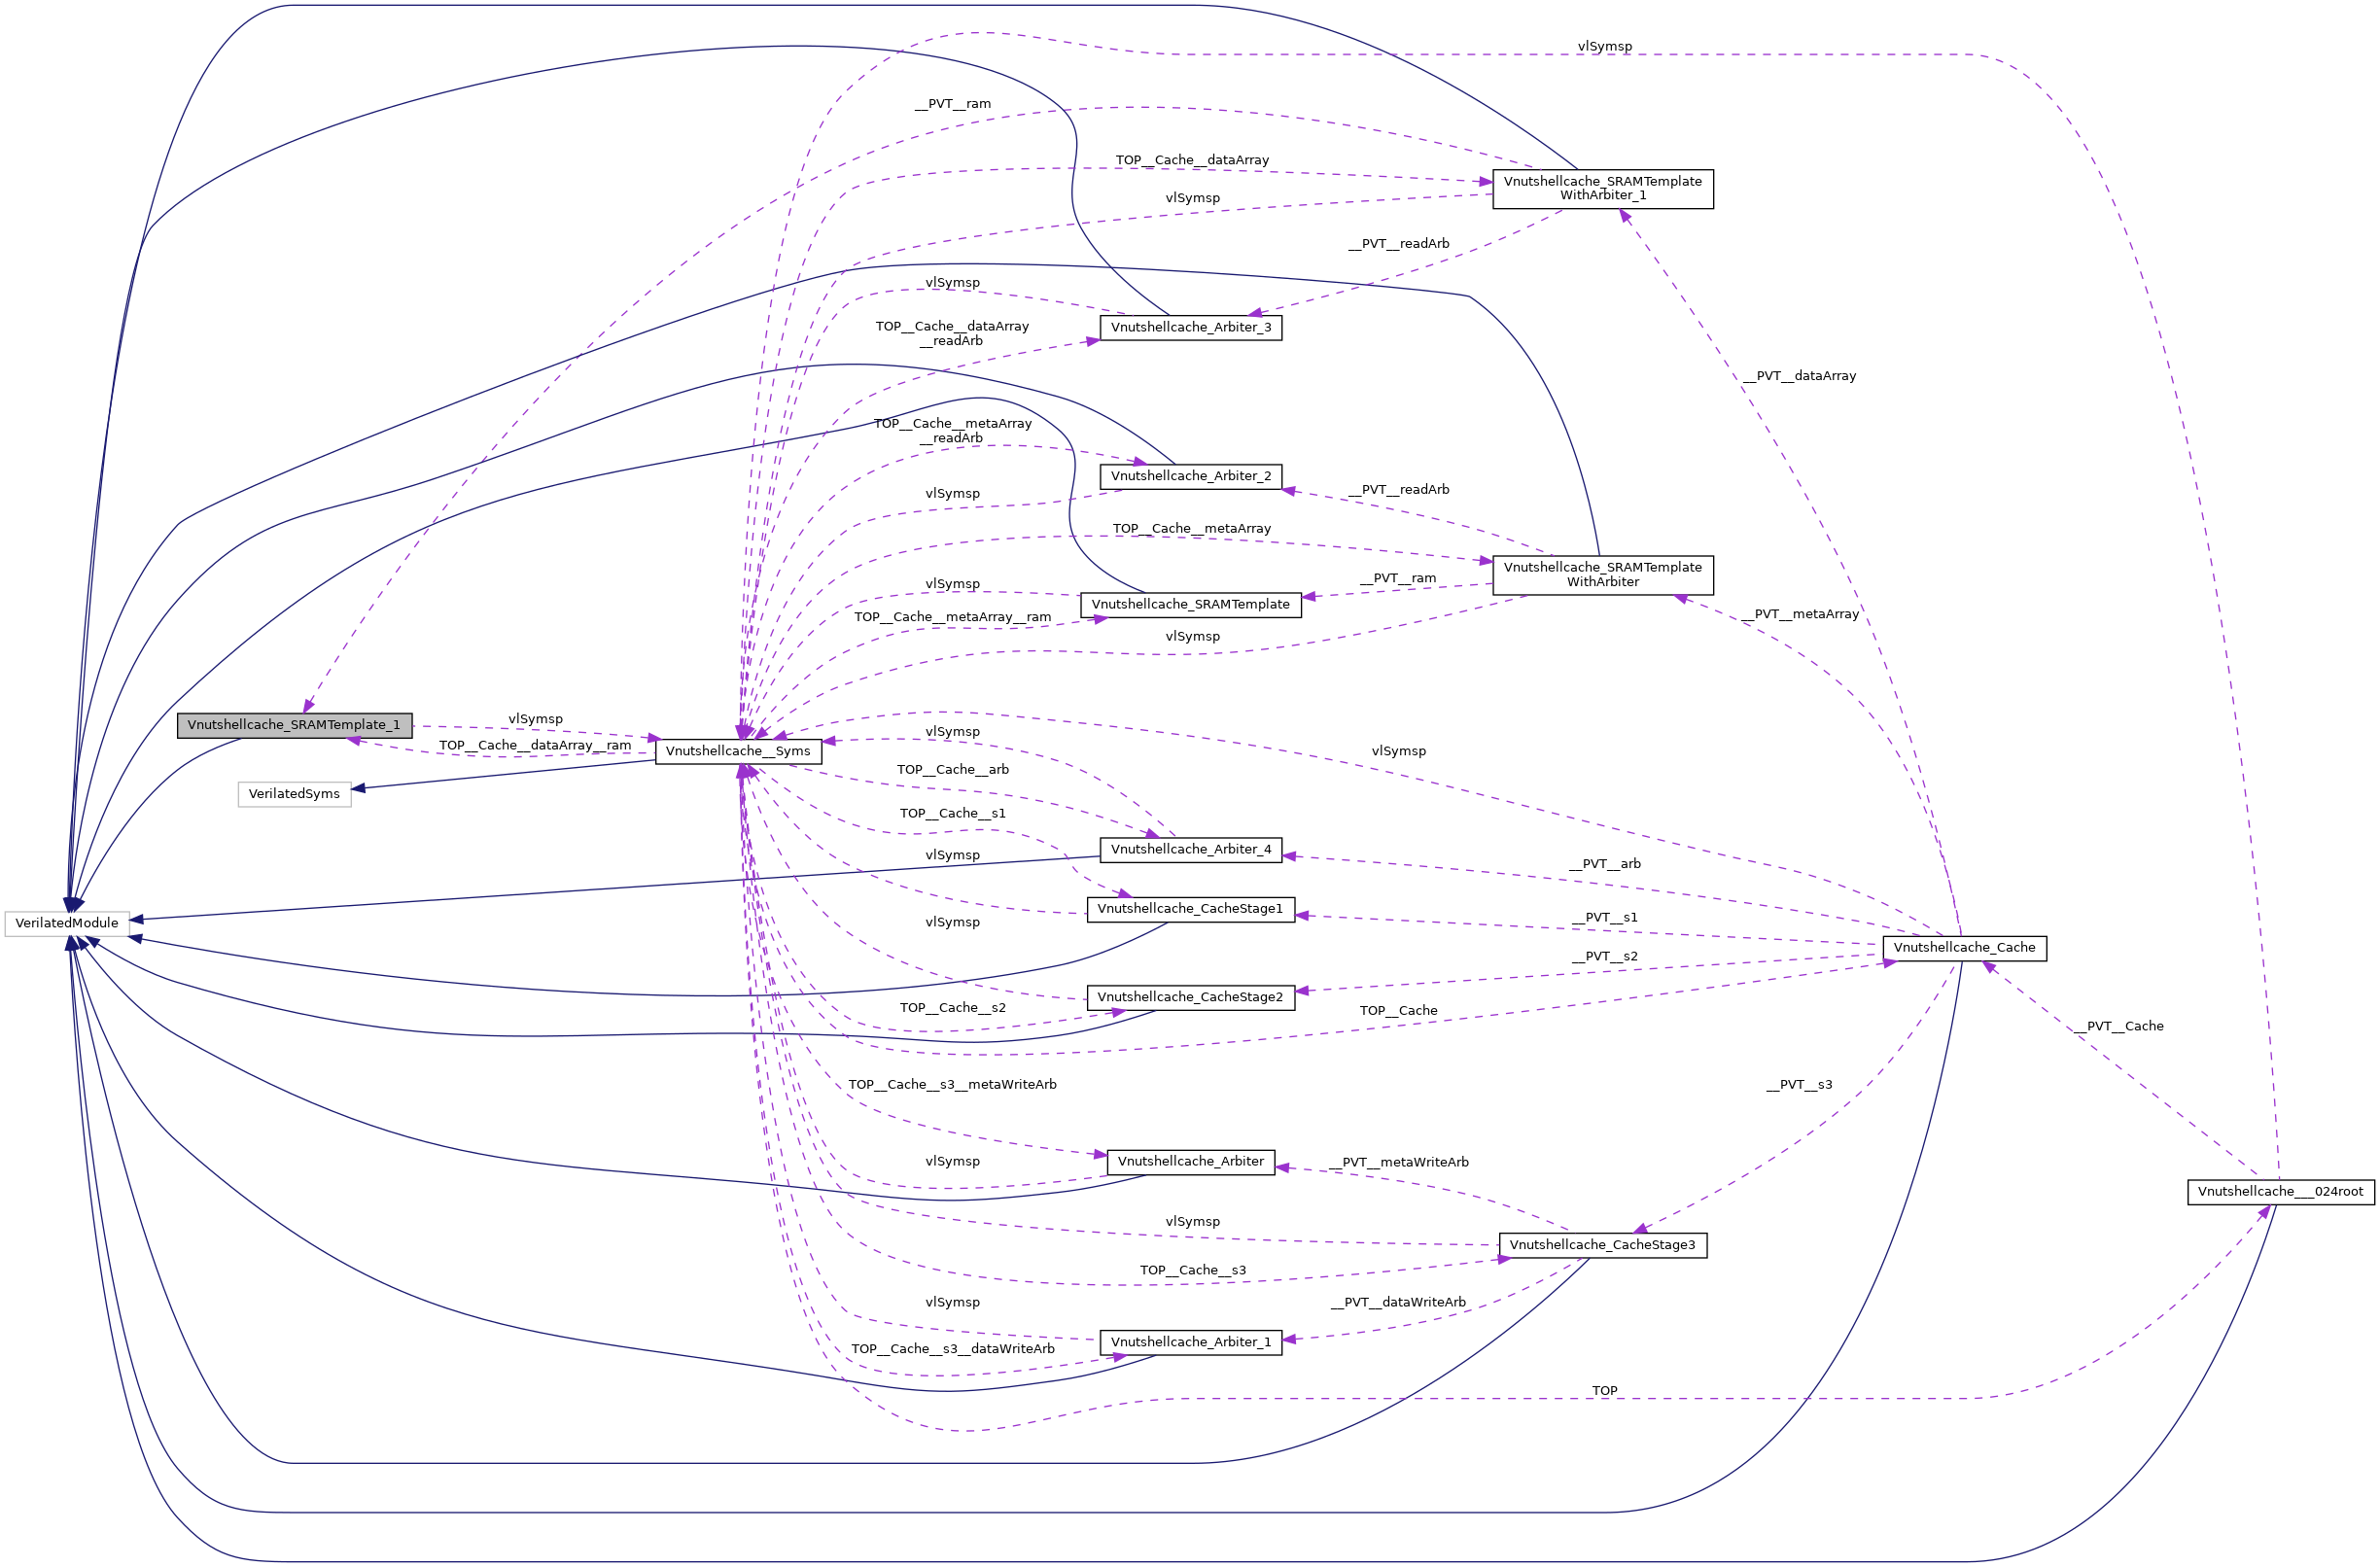 vlSymsp
__PVT__ram
TOP__Cache__dataArray
Vnutshellcache_SRAMTemplate
WithArbiter_1
vlSymsp
__PVT__readArb
vlSymsp
TOP__Cache__dataArray
__readArb
Vnutshellcache_Arbiter_3
__PVT__dataArray
TOP__Cache__metaArray
__readArb
Vnutshellcache_Arbiter_2
__PVT__readArb
vlSymsp
TOP__Cache__metaArray
Vnutshellcache_SRAMTemplate
WithArbiter
vlSymsp
__PVT__ram
Vnutshellcache_SRAMTemplate
TOP__Cache__metaArray__ram
__PVT__metaArray
vlSymsp
Vnutshellcache_SRAMTemplate_1
vlSymsp
TOP__Cache__dataArray__ram
Vnutshellcache__Syms
vlSymsp
vlSymsp
TOP__Cache__arb
VerilatedSyms
TOP__Cache__s1
Vnutshellcache_Arbiter_4
vlSymsp
__PVT__arb
Vnutshellcache_CacheStage1
__PVT__s1
VerilatedModule
vlSymsp
Vnutshellcache_Cache
__PVT__s2
Vnutshellcache_CacheStage2
TOP__Cache__s2
TOP__Cache
__PVT__Cache
TOP__Cache__s3__metaWriteArb
__PVT__s3
vlSymsp
Vnutshellcache_Arbiter
__PVT__metaWriteArb
Vnutshellcache___024root
vlSymsp
Vnutshellcache_CacheStage3
TOP__Cache__s3
vlSymsp
__PVT__dataWriteArb
Vnutshellcache_Arbiter_1
TOP__Cache__s3__dataWriteArb
TOP